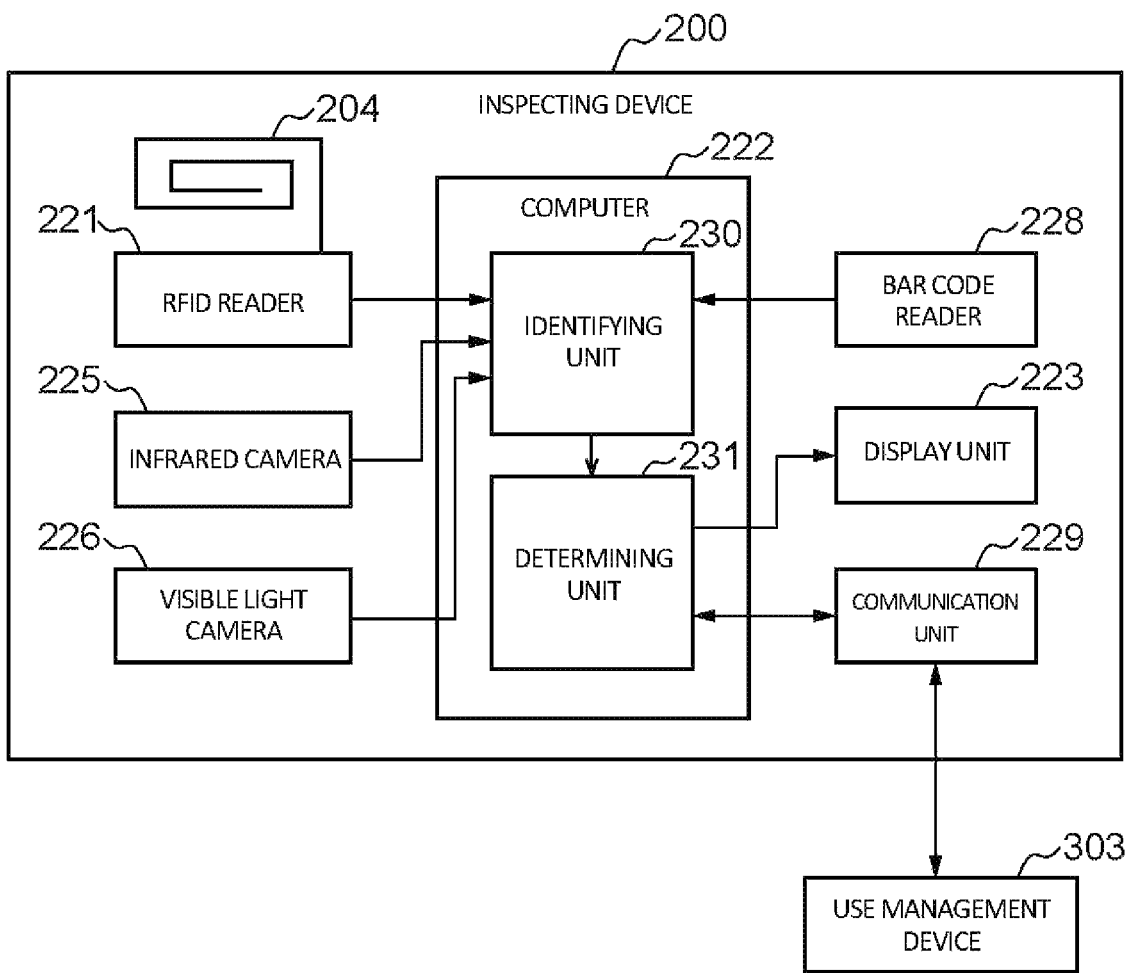 200
INSPECTING DEVICE
204
222
COMPUTER
221
230
228
RFID READER
IDENTIFYING
UNIT
BAR CODE
READER
225
223
INFRARED CAMERA
231
DISPLAY UNIT
226
DETERMINING
UNIT
229
VISIBLE LIGHT
CAMERA
COMMUNICATION
UNIT
303
USE MANAGEMENT
DEVICE